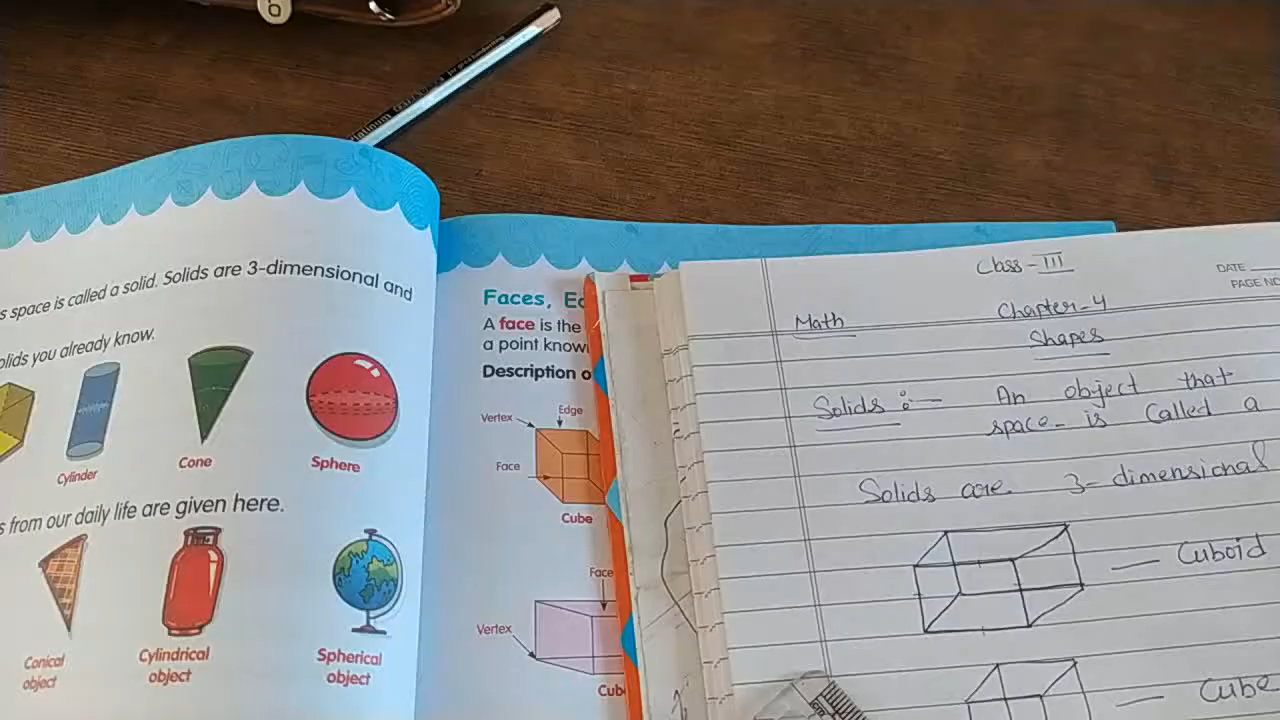 Platinum
s space is called a solid. Solids are 3-dimensional and
olids you already know.
Cylinder
Cone
Sphere
s from our daily life are given here.
Conical
object
Cylindrical
object
Spherical
object
Faces, Ed
A face is the
a point know
Description o
Vertex
Edge
Face
Cube
Face
Vertex
Cub
Class-III
DATE
PAGE NO
Math
Chapter-4
Shapes
Solids :- An object that
space is called a
Solids are 3-dimensional
— Cuboid
— Cube